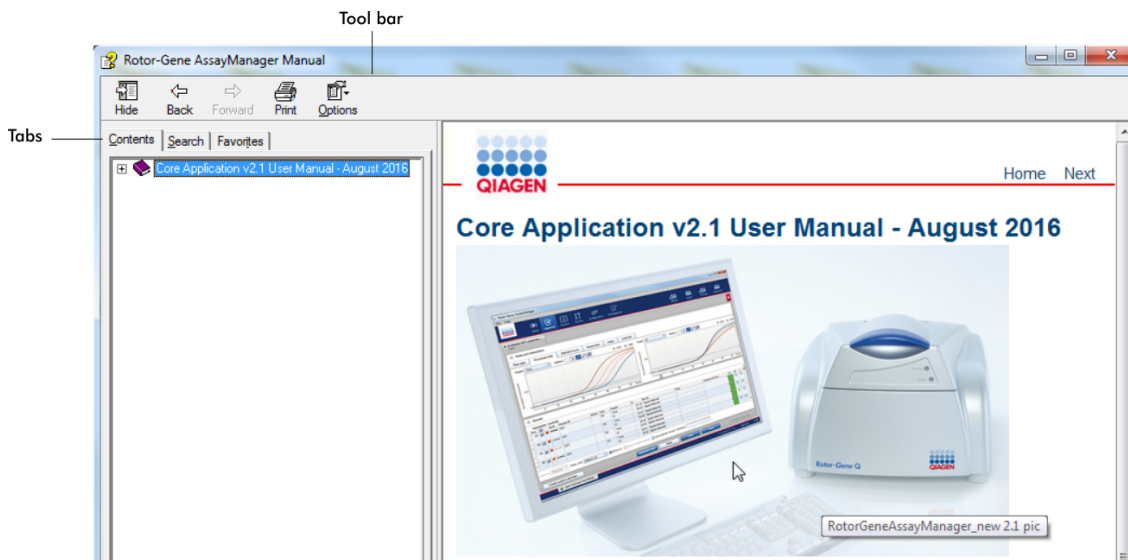 Tool bar
Rotor-Gene AssayManager Manual
Hide Back Forward Print Options
Tabs
Contents Search Favorites
Core Application v2.1 User Manual - August 2016
QIAGEN
Home Next
Core Application v2.1 User Manual - August 2016
Rotor-Gene Q
QIAGEN
RotorGeneAssayManager_new 2.1 pic